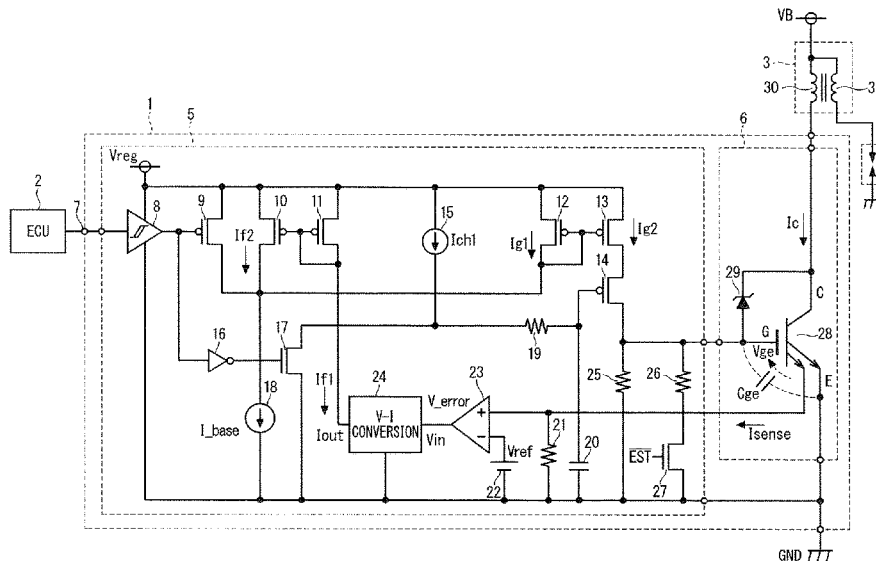 VB
3
30
3
1
5
6
Vreg
2
ECU
7
8
9
10
11
12
13
14
15
If2
Ich1
Ig1
Ig2
Ic
29
C
G
28
Vge
Cge
E
16
17
19
18
If1
I_base
24
V-I
CONVERSION
Iout
V_error
Vin
23
+
−
Vref
22
21
20
25
26
EST
27
Isense
GND